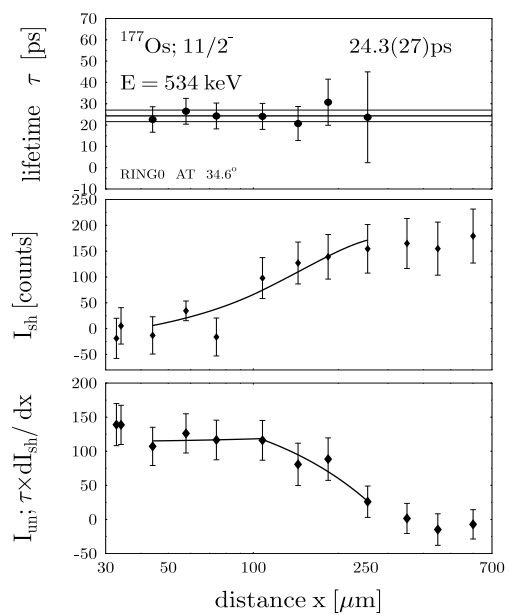 ¹⁷⁷Os; 11/2⁻ 24.3(27)ps
E = 534 keV
RING0 AT 34.6°
lifetime τ [ps]
70
60
50
40
30
20
10
0
-10
I_sh [counts]
250
200
150
100
50
0
-50
I_un; τ×dI_sh/ dx
200
150
100
50
0
-50
30 50 100 250 700
distance x [μm]